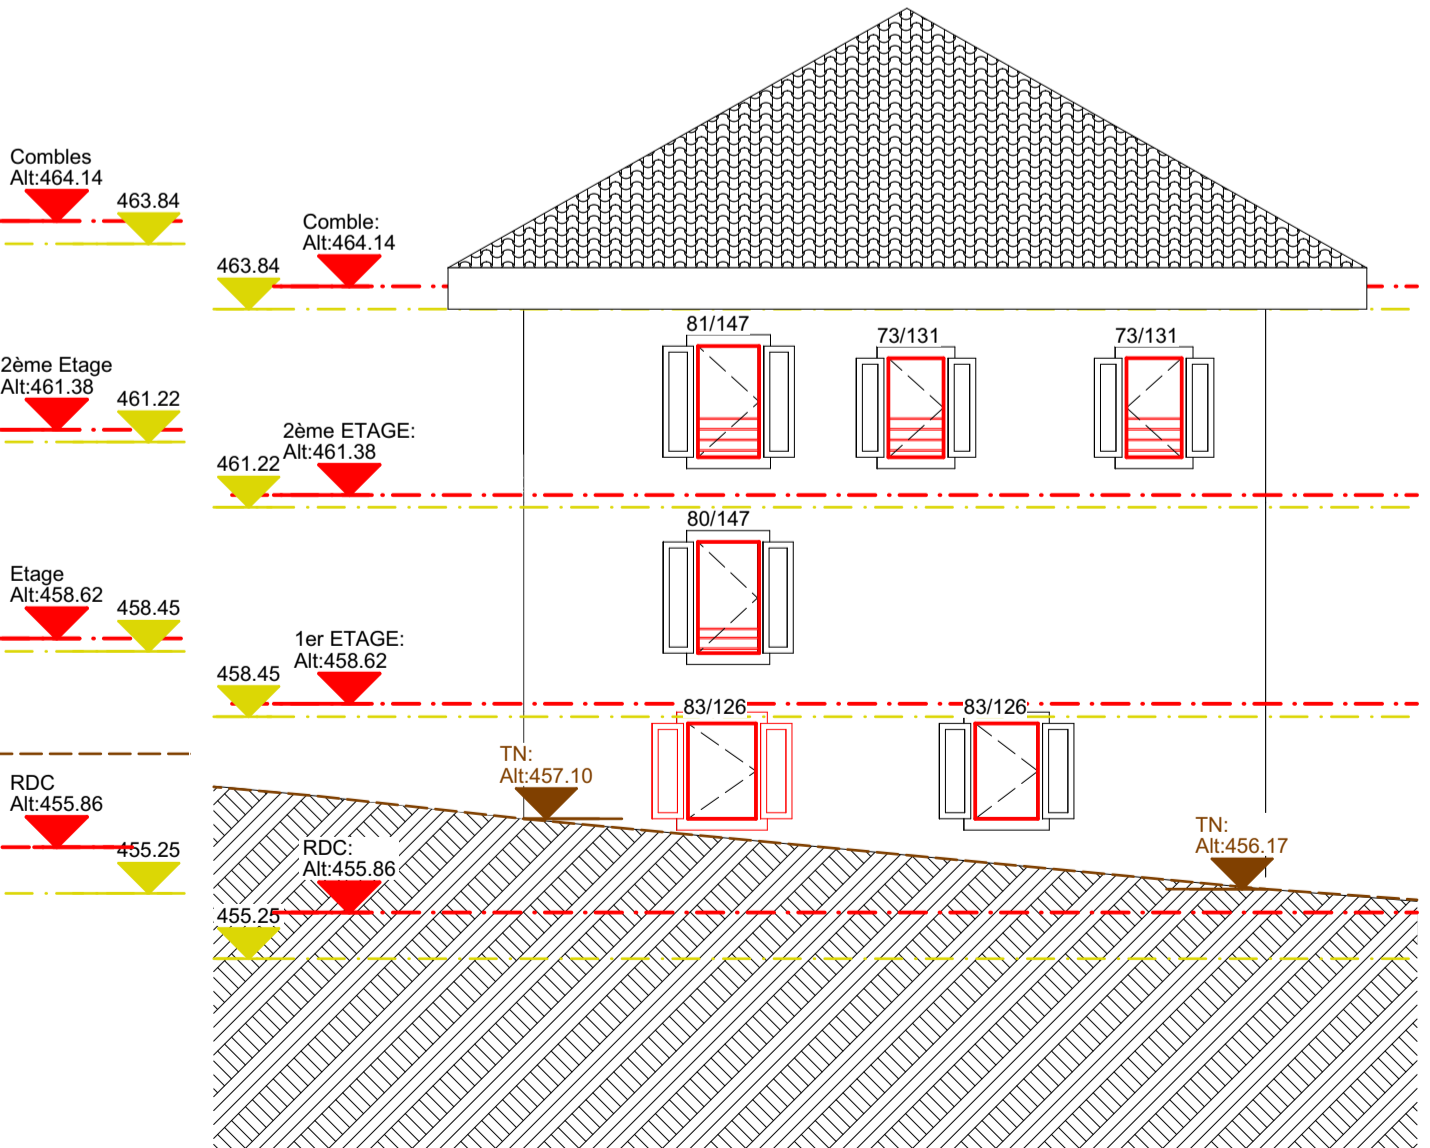 Combles
Alt:464.14
463.84
2ème Etage
Alt:461.38
461.22
Etage
Alt:458.62
458.45
RDC
Alt:455.86
455.25
Comble:
Alt:464.14
463.84
2ème ETAGE:
Alt:461.38
461.22
1er ETAGE:
Alt:458.62
458.45
RDC:
Alt:455.86
455.25
81/147
73/131
73/131
80/147
83/126
83/126
TN:
Alt:457.10
TN:
Alt:456.17